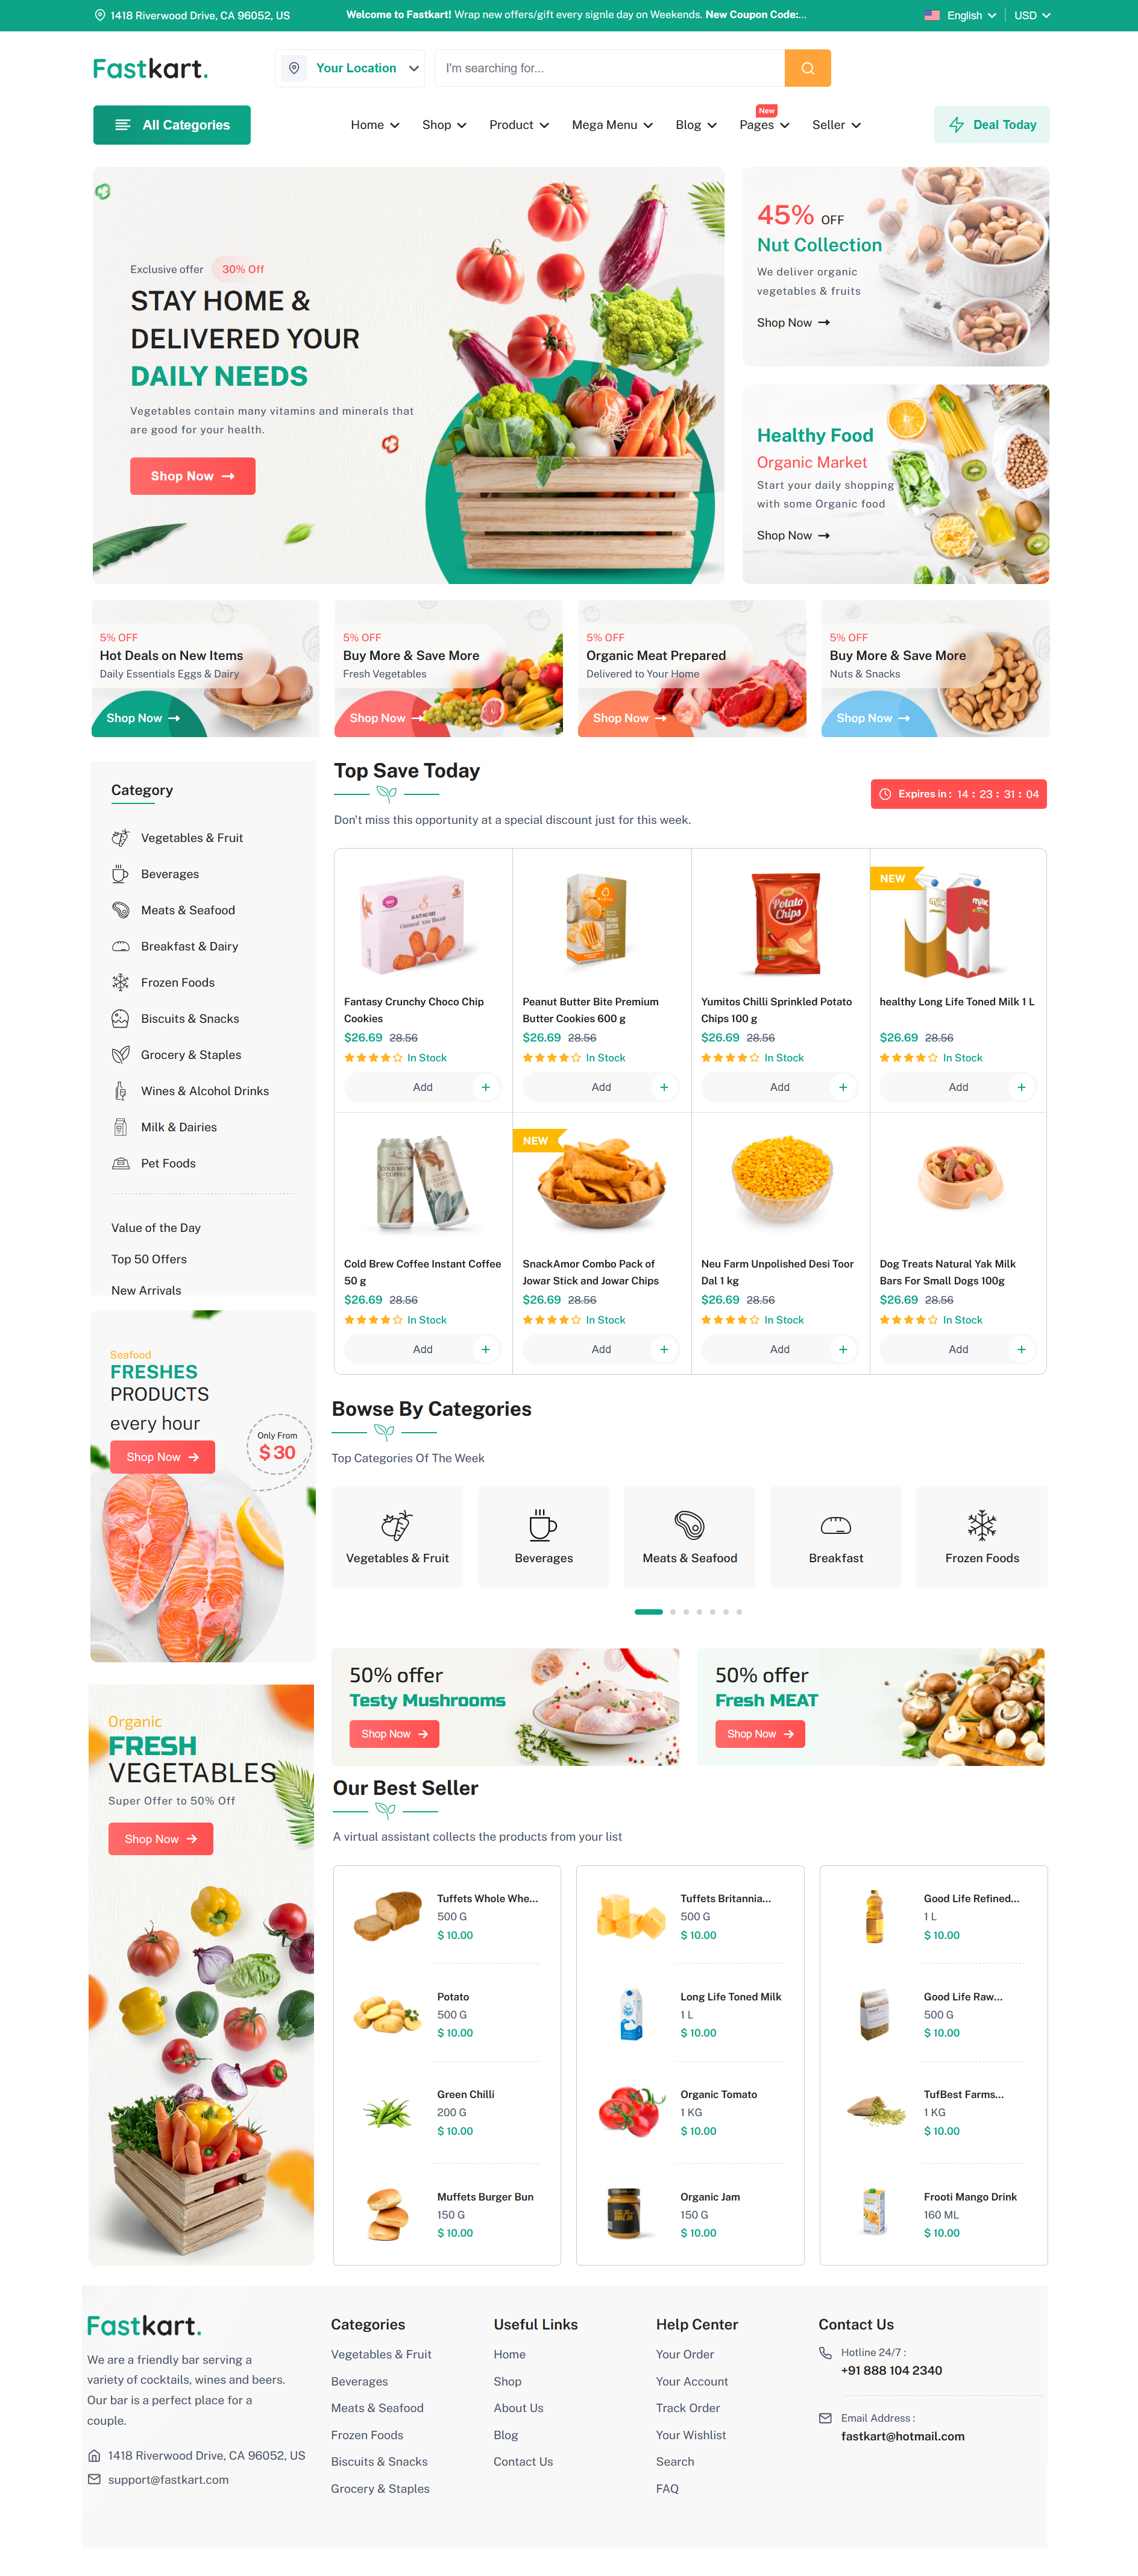 1418 Riverwood Drive, CA 96052, US
Welcome to Fastkart! Wrap new offers/gift every signle day on Weekends. New Coupon Code:...
English
USD
Fastkart.
Your Location
I'm searching for...
All Categories
Home
Shop
Product
Mega Menu
Blog
New
Pages
Seller
Deal Today
Exclusive offer 30% Off
STAY HOME &
DELIVERED YOUR
DAILY NEEDS
Vegetables contain many vitamins and minerals that
are good for your health.
Shop Now
45% OFF
Nut Collection
We deliver organic
vegetables & fruits
Shop Now
Healthy Food
Organic Market
Start your daily shopping
with some Organic food
Shop Now
5% OFF
Hot Deals on New Items
Daily Essentials Eggs & Dairy
Shop Now
5% OFF
Buy More & Save More
Fresh Vegetables
Shop Now
5% OFF
Organic Meat Prepared
Delivered to Your Home
Shop Now
5% OFF
Buy More & Save More
Nuts & Snacks
Shop Now
Category
Vegetables & Fruit
Beverages
Meats & Seafood
Breakfast & Dairy
Frozen Foods
Biscuits & Snacks
Grocery & Staples
Wines & Alcohol Drinks
Milk & Dairies
Pet Foods
Value of the Day
Top 50 Offers
New Arrivals
Seafood
FRESHES
PRODUCTS
every hour
Shop Now
Only From
$30
Organic
FRESH
VEGETABLES
Super Offer to 50% Off
Shop Now
Top Save Today
Don't miss this opportunity at a special discount just for this week.
Expires in : 14 : 23 : 31 : 04
Fantasy Crunchy Choco Chip
Cookies
$26.69 28.56
In Stock
Add
Peanut Butter Bite Premium
Butter Cookies 600 g
$26.69 28.56
In Stock
Add
Potato
Chips
Yumitos Chilli Sprinkled Potato
Chips 100 g
$26.69 28.56
In Stock
Add
NEW
milk
healthy Long Life Toned Milk 1 L
$26.69 28.56
In Stock
Add
COLD BREW
COFFEE
COLD BREW
COFFEE
Cold Brew Coffee Instant Coffee
50 g
$26.69 28.56
In Stock
Add
NEW
SnackAmor Combo Pack of
Jowar Stick and Jowar Chips
$26.69 28.56
In Stock
Add
Neu Farm Unpolished Desi Toor
Dal 1 kg
$26.69 28.56
In Stock
Add
Dog Treats Natural Yak Milk
Bars For Small Dogs 100g
$26.69 28.56
In Stock
Add
Bowse By Categories
Top Categories Of The Week
Vegetables & Fruit
Beverages
Meats & Seafood
Breakfast
Frozen Foods
50% offer
Testy Mushrooms
Shop Now
50% offer
Fresh MEAT
Shop Now
Our Best Seller
A virtual assistant collects the products from your list
Tuffets Whole Whe...
500 G
$ 10.00
Potato
500 G
$ 10.00
Green Chilli
200 G
$ 10.00
Muffets Burger Bun
150 G
$ 10.00
Tuffets Britannia...
500 G
$ 10.00
Long Life Toned Milk
1 L
$ 10.00
Organic Tomato
1 KG
$ 10.00
Organic Jam
150 G
$ 10.00
Good Life Refined...
1 L
$ 10.00
Good Life Raw...
500 G
$ 10.00
TufBest Farms...
1 KG
$ 10.00
Frooti Mango Drink
160 ML
$ 10.00
Fastkart.
We are a friendly bar serving a
variety of cocktails, wines and beers.
Our bar is a perfect place for a
couple.
1418 Riverwood Drive, CA 96052, US
support@fastkart.com
Categories
Vegetables & Fruit
Beverages
Meats & Seafood
Frozen Foods
Biscuits & Snacks
Grocery & Staples
Useful Links
Home
Shop
About Us
Blog
Contact Us
Help Center
Your Order
Your Account
Track Order
Your Wishlist
Search
FAQ
Contact Us
Hotline 24/7 :
+91 888 104 2340
Email Address :
fastkart@hotmail.com